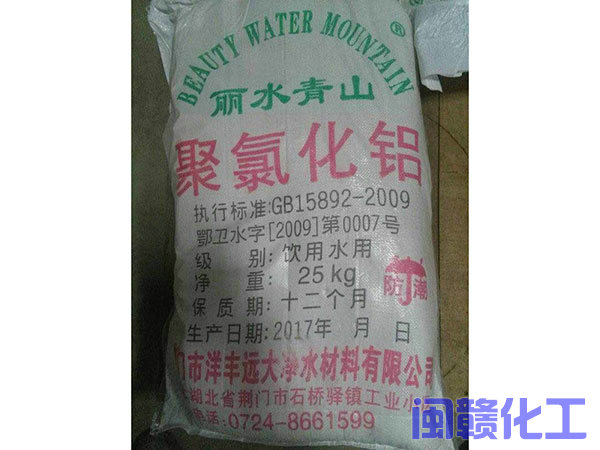 BEAUTY WATER MOUNTAIN ®
丽水青山
聚氯化铝
执行标准:GB15892-2009
鄂卫水字[2009]第0007号
级 别: 饮用水用
净 重: 25kg
保 质 期: 十二个月
生产日期: 2017年 月 日
防潮
门市洋丰远大净水材料有限公司
湖北省荆门市石桥驿镇工业小
电话:0724-8661599
闽赣化工